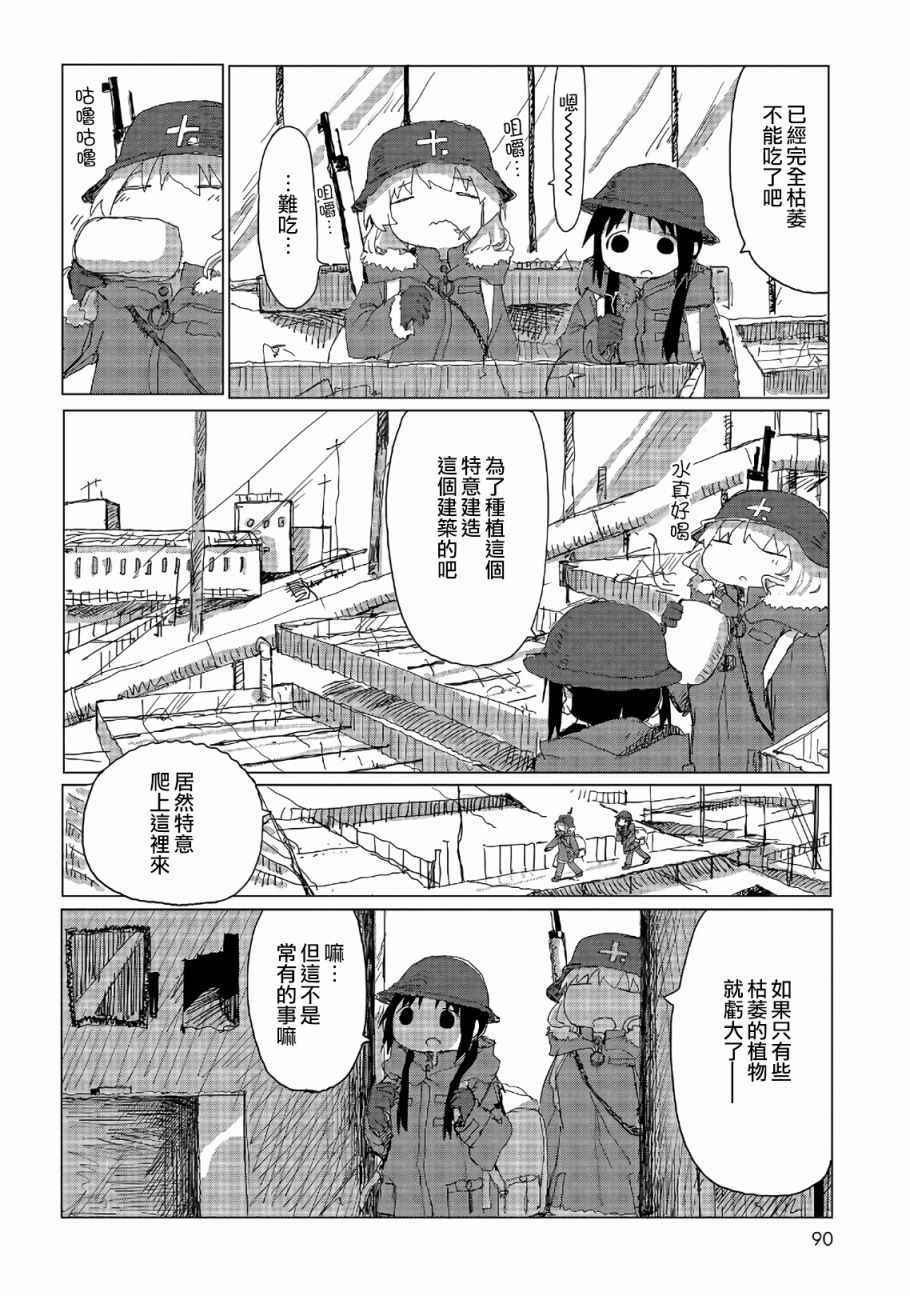 已經完全枯萎
不能吃了吧
嗯
咀嚼…
咀嚼…
…難吃…
咕嚕咕嚕
水真好喝
為了種植這個
特意建造
這個建築的吧
居然特意
爬上這裡來
如果只有些
枯萎的植物
就虧大了──
嘛…
但這不是
常有的事嘛
90